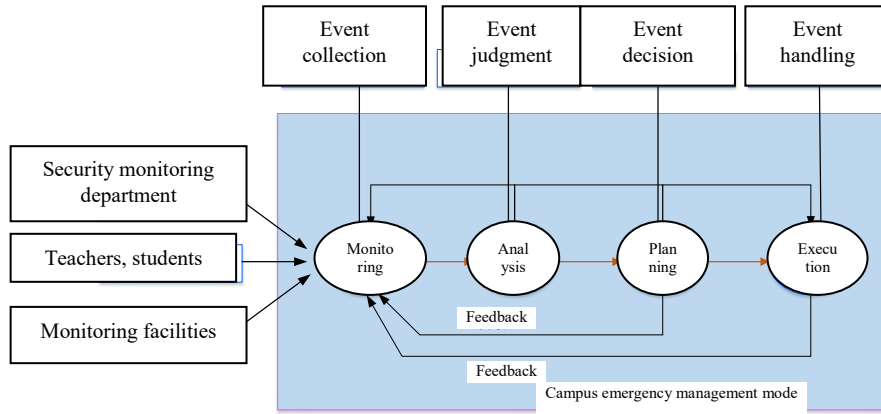 Event
collection
Event
judgment
Event
decision
Event
handling
Security monitoring
department
Teachers, students
Monitoring facilities
Monito
ring
Anal
ysis
Plan
ning
Execu
tion
Feedback
Feedback
Campus emergency management mode